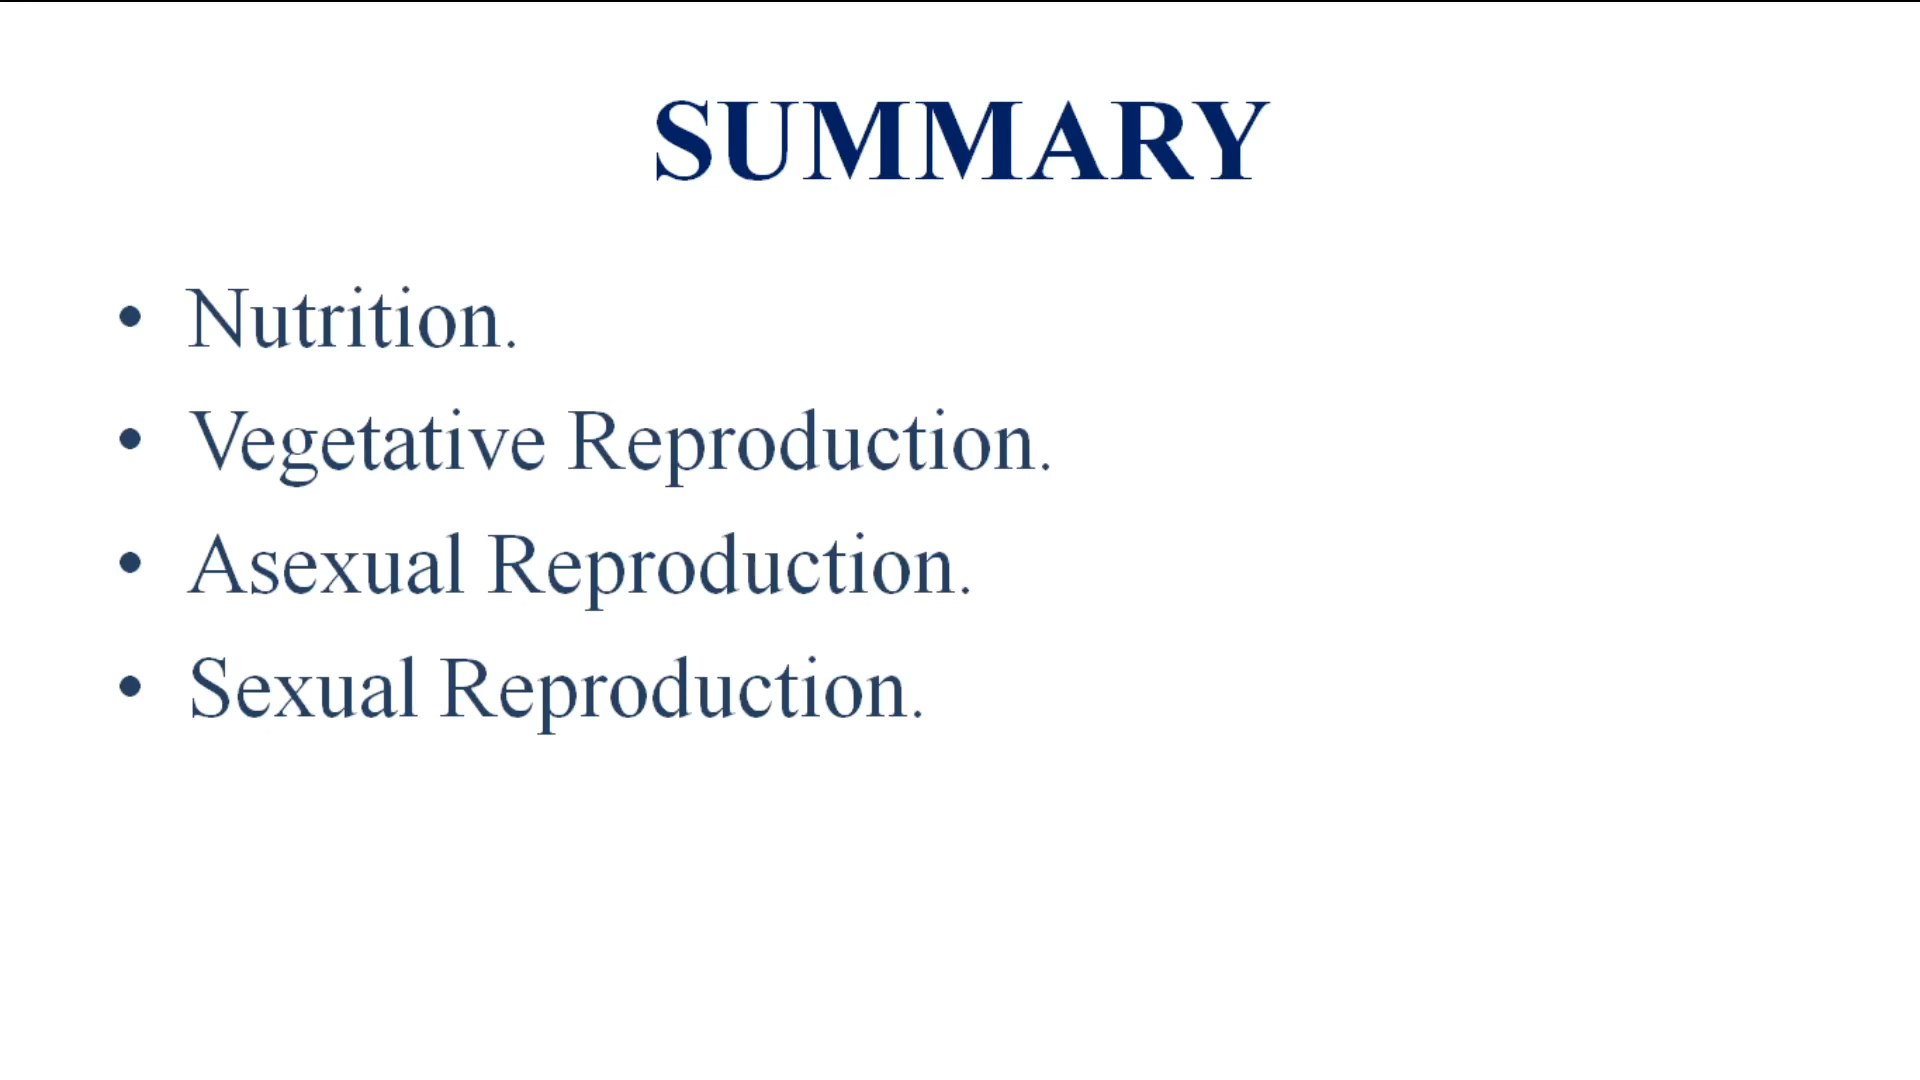 SUMMARY
• Nutrition.
• Vegetative Reproduction.
• Asexual Reproduction.
• Sexual Reproduction.